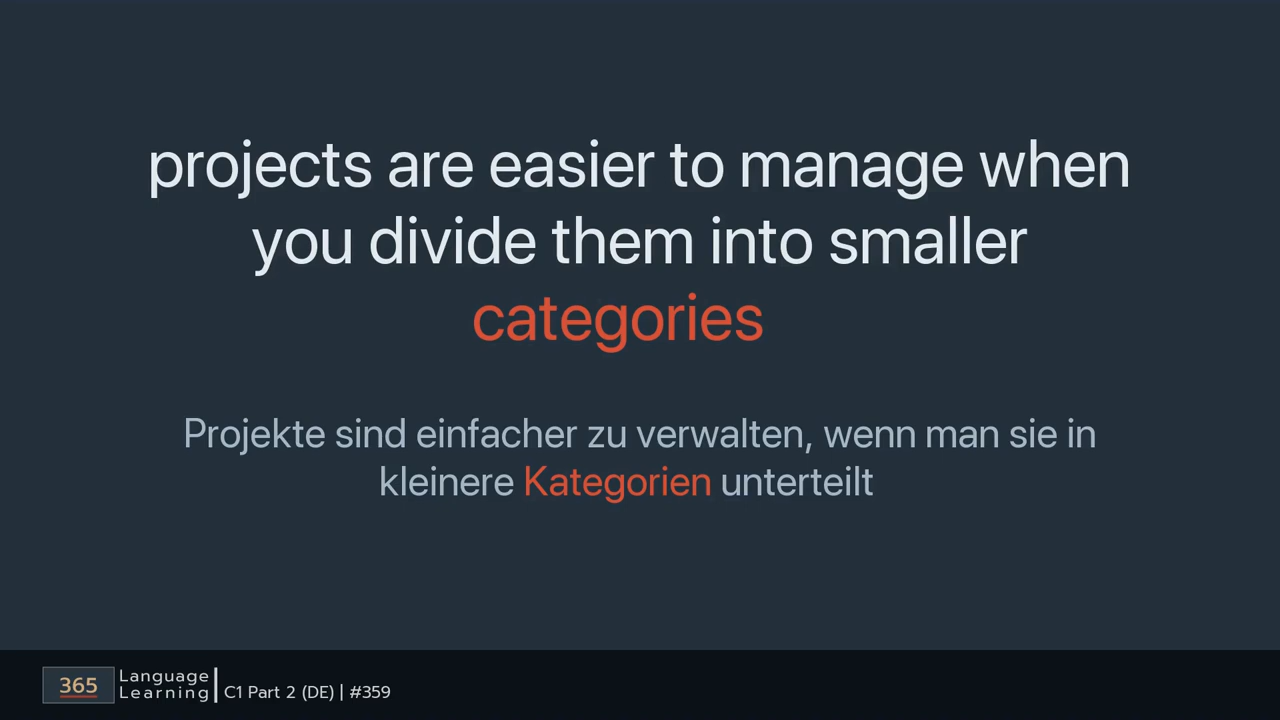 projects are easier to manage when
you divide them into smaller
categories
Projekte sind einfacher zu verwalten, wenn man sie in
kleinere Kategorien unterteilt
365 Language
Learning
C1 Part 2 (DE) | #359